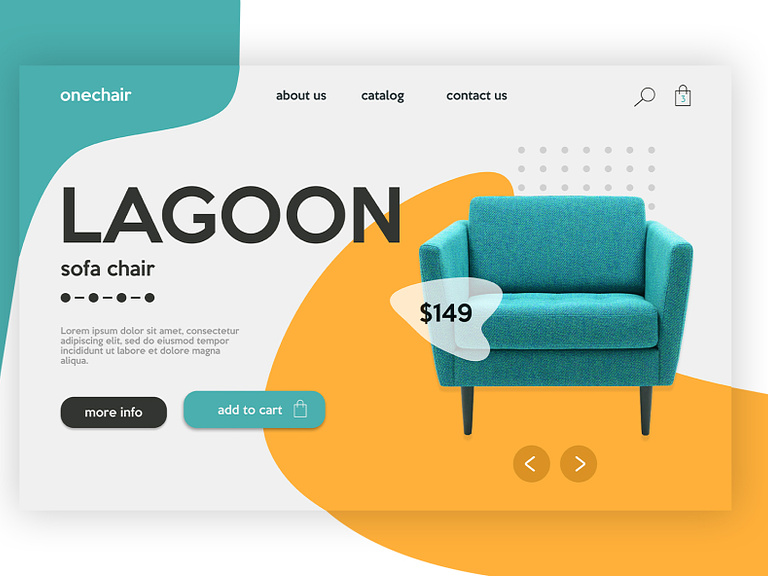 onechair
about us
catalog
contact us
3
LAGOON
sofa chair
Lorem ipsum dolor sit amet, consectetur
adipiscing elit, sed do eiusmod tempor
incididunt ut labore et dolore magna
aliqua.
$149
more info
add to cart